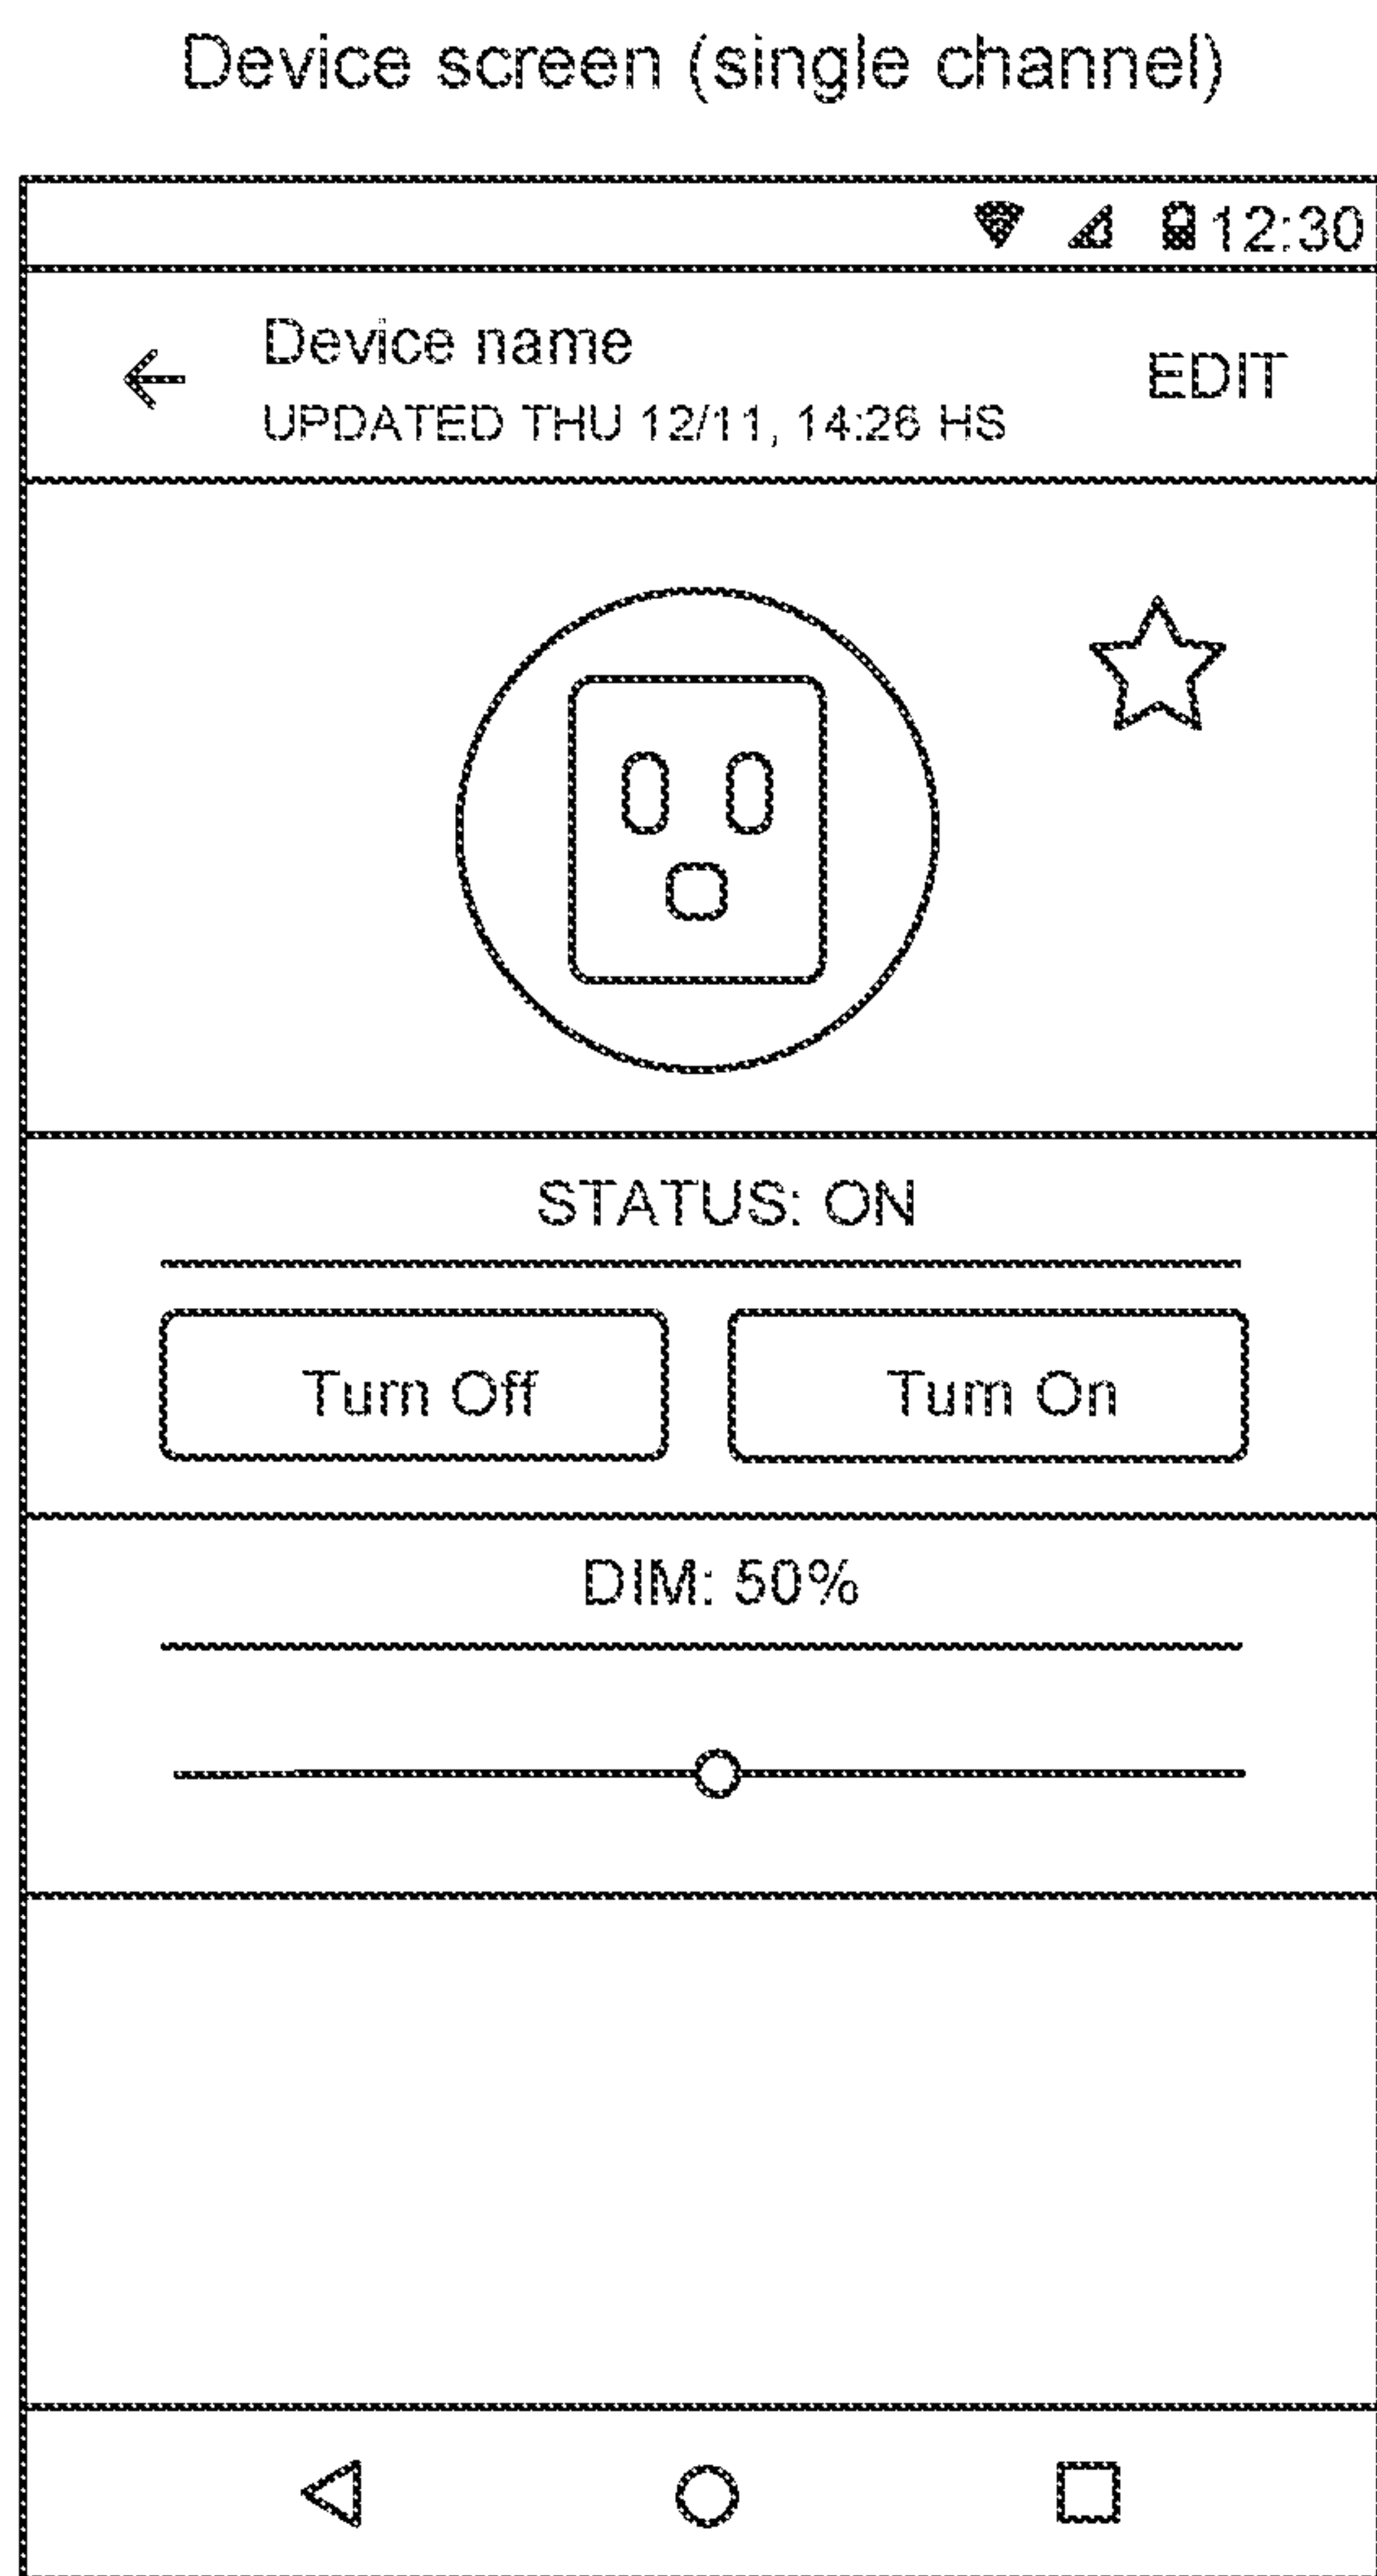 Device screen (single channel)
12:30
Device name
EDIT
UPDATED THU 12/11, 14:26 HS
STATUS: ON
Turn Off
Turn On
DIM: 50%